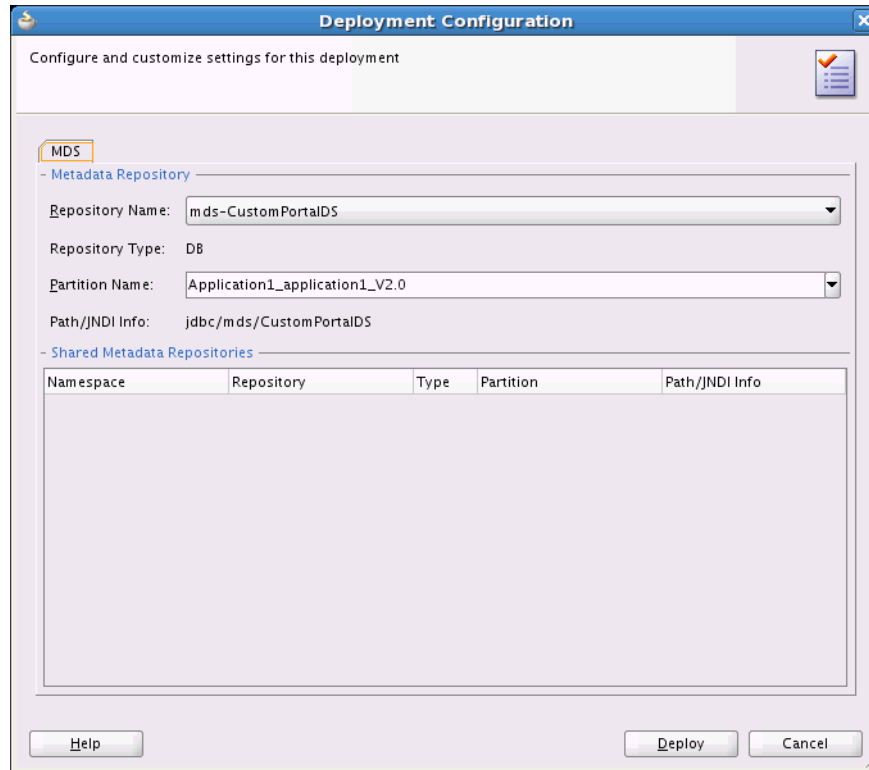 Deployment Configuration
Configure and customize settings for this deployment
MDS
Metadata Repository
Repository Name: mds-CustomPortalDS
Repository Type: DB
Partition Name: Application1_application1_V2.0
Path/JNDI Info: jdbc/mds/CustomPortalDS
Shared Metadata Repositories
Namespace Repository Type Partition Path/JNDI Info
Help Deploy Cancel